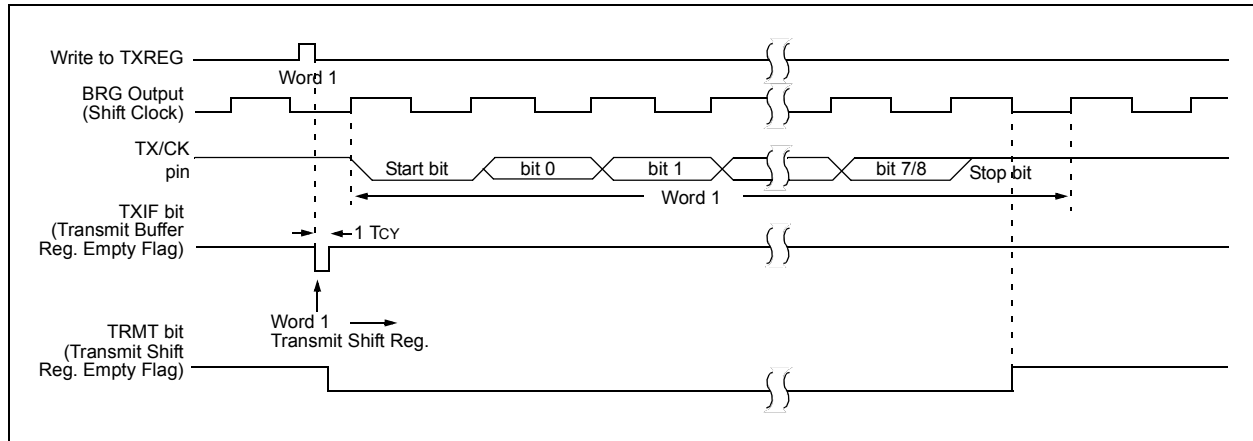 Write to TXREG
Word 1
BRG Output
(Shift Clock)
TX/CK
pin
Start bit
bit 0
bit 1
bit 7/8
Stop bit
Word 1
TXIF bit
(Transmit Buffer
Reg. Empty Flag)
1 TCY
Word 1
Transmit Shift Reg.
TRMT bit
(Transmit Shift
Reg. Empty Flag)